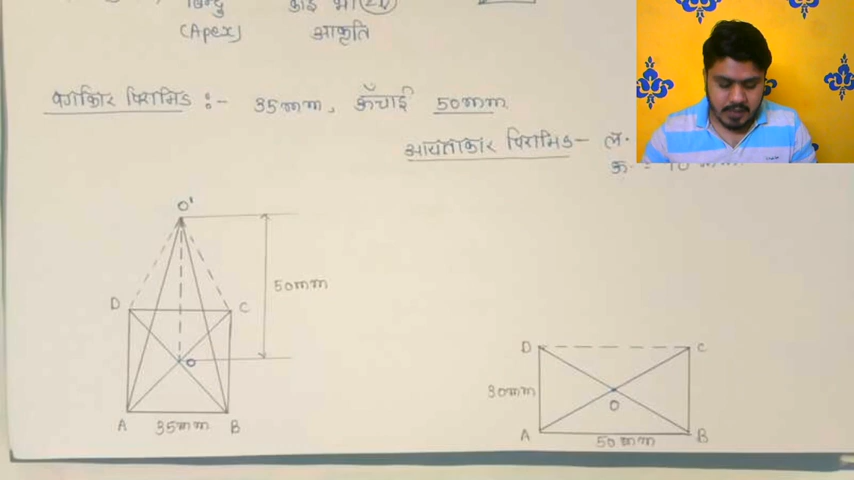 बिन्दु
(Apex) आकृति
वर्गाकार पिरामिड :- 35mm, ऊँचाई 50mm
आयताकार पिरामिड - ल॰
ऊ॰ =
O'
50mm
D C
O
A 35mm B
D C
30mm
O
A 50mm B